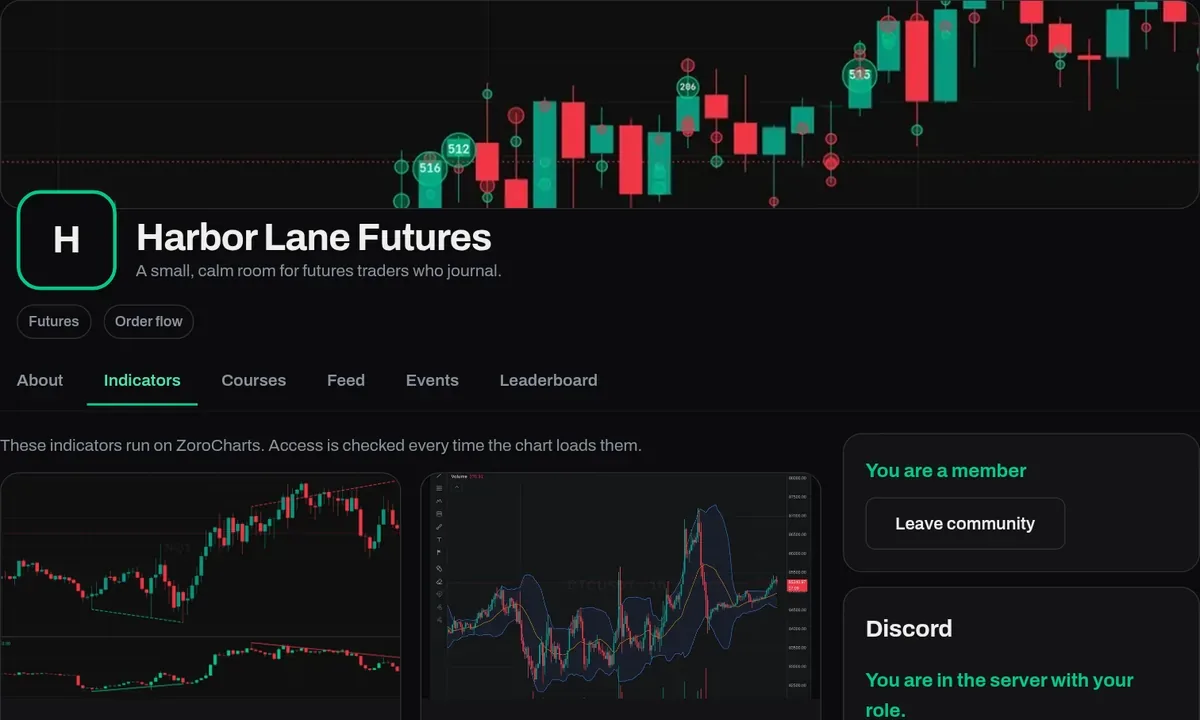 206
515
512
516
H
Harbor Lane Futures
A small, calm room for futures traders who journal.
Futures
Order flow
About
Indicators
Courses
Feed
Events
Leaderboard
These indicators run on ZoroCharts. Access is checked every time the chart loads them.
Volume
You are a member
Leave community
Discord
You are in the server with your
role.